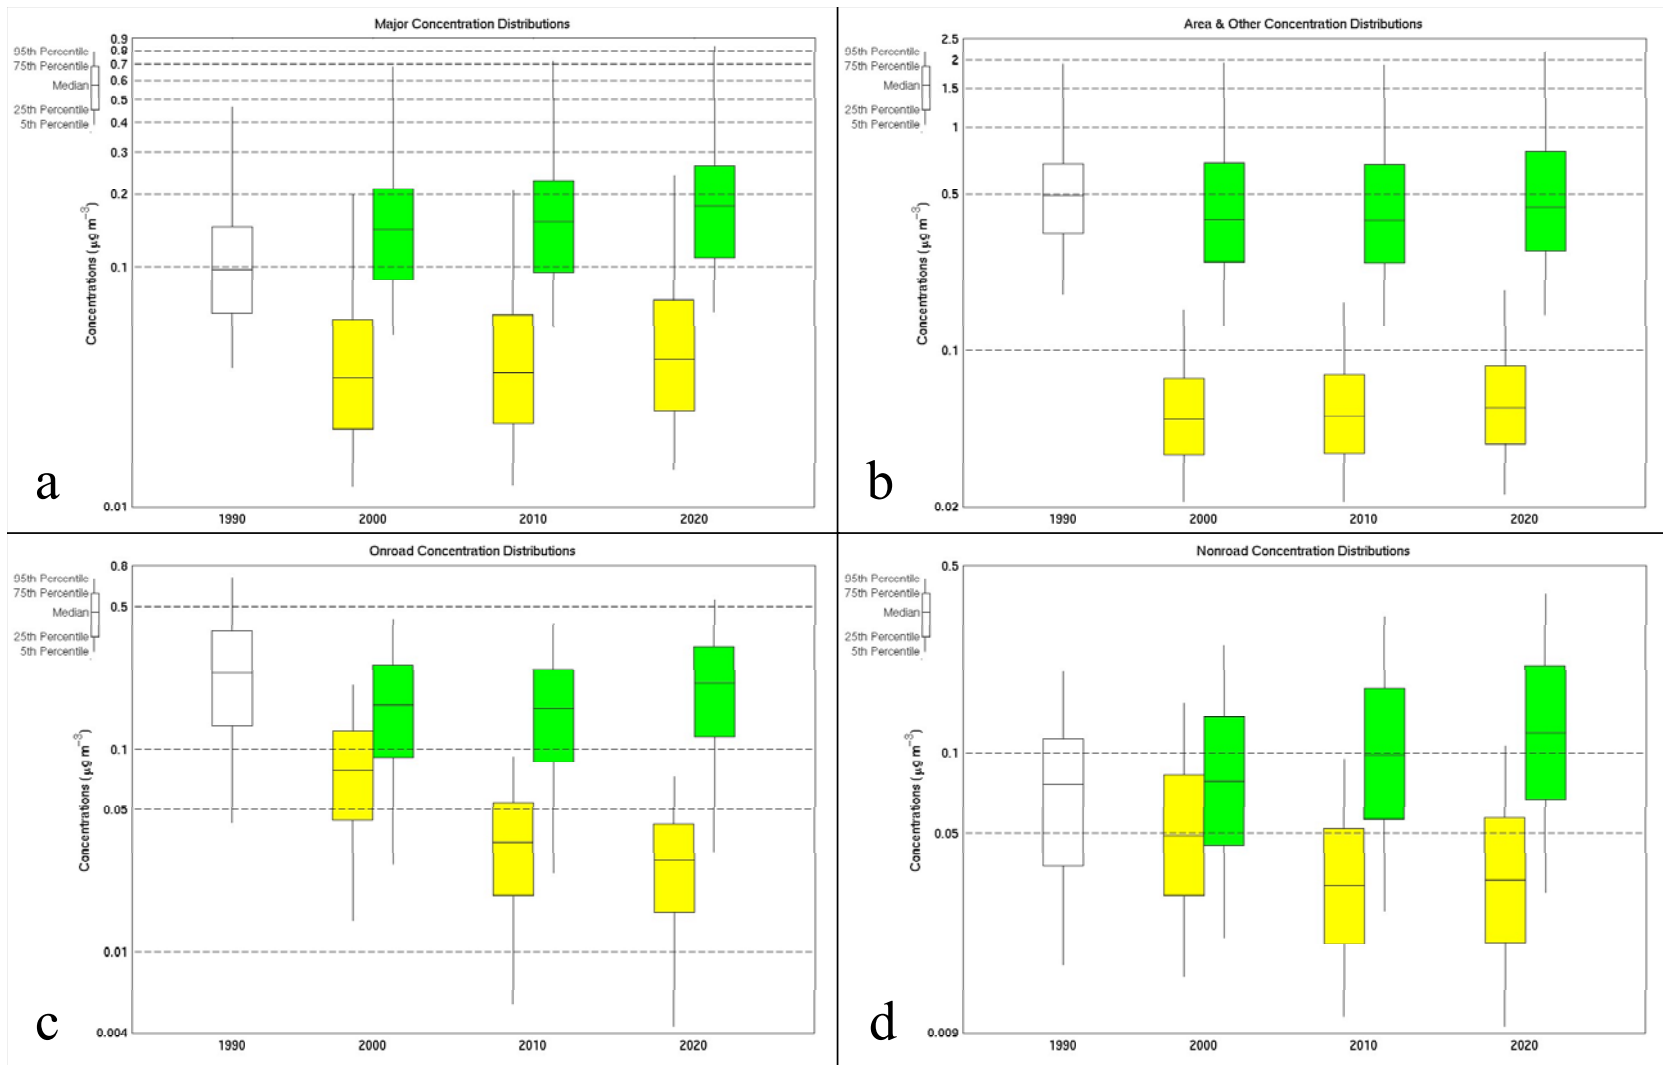 Major Concentration Distributions
95th Percentile
75th Percentile
Median
25th Percentile
5th Percentile
Concentrations (µg m⁻³)
0.9
0.8
0.7
0.6
0.5
0.4
0.3
0.2
0.1
0.01
1990 2000 2010 2020
a
Area & Other Concentration Distributions
95th Percentile
75th Percentile
Median
25th Percentile
5th Percentile
Concentrations (µg m⁻³)
2.5
2
1.5
1
0.5
0.1
0.02
1990 2000 2010 2020
b
Onroad Concentration Distributions
95th Percentile
75th Percentile
Median
25th Percentile
5th Percentile
Concentrations (µg m⁻³)
0.8
0.5
0.1
0.05
0.01
0.004
1990 2000 2010 2020
c
Nonroad Concentration Distributions
95th Percentile
75th Percentile
Median
25th Percentile
5th Percentile
Concentrations (µg m⁻³)
0.5
0.1
0.05
0.009
1990 2000 2010 2020
d